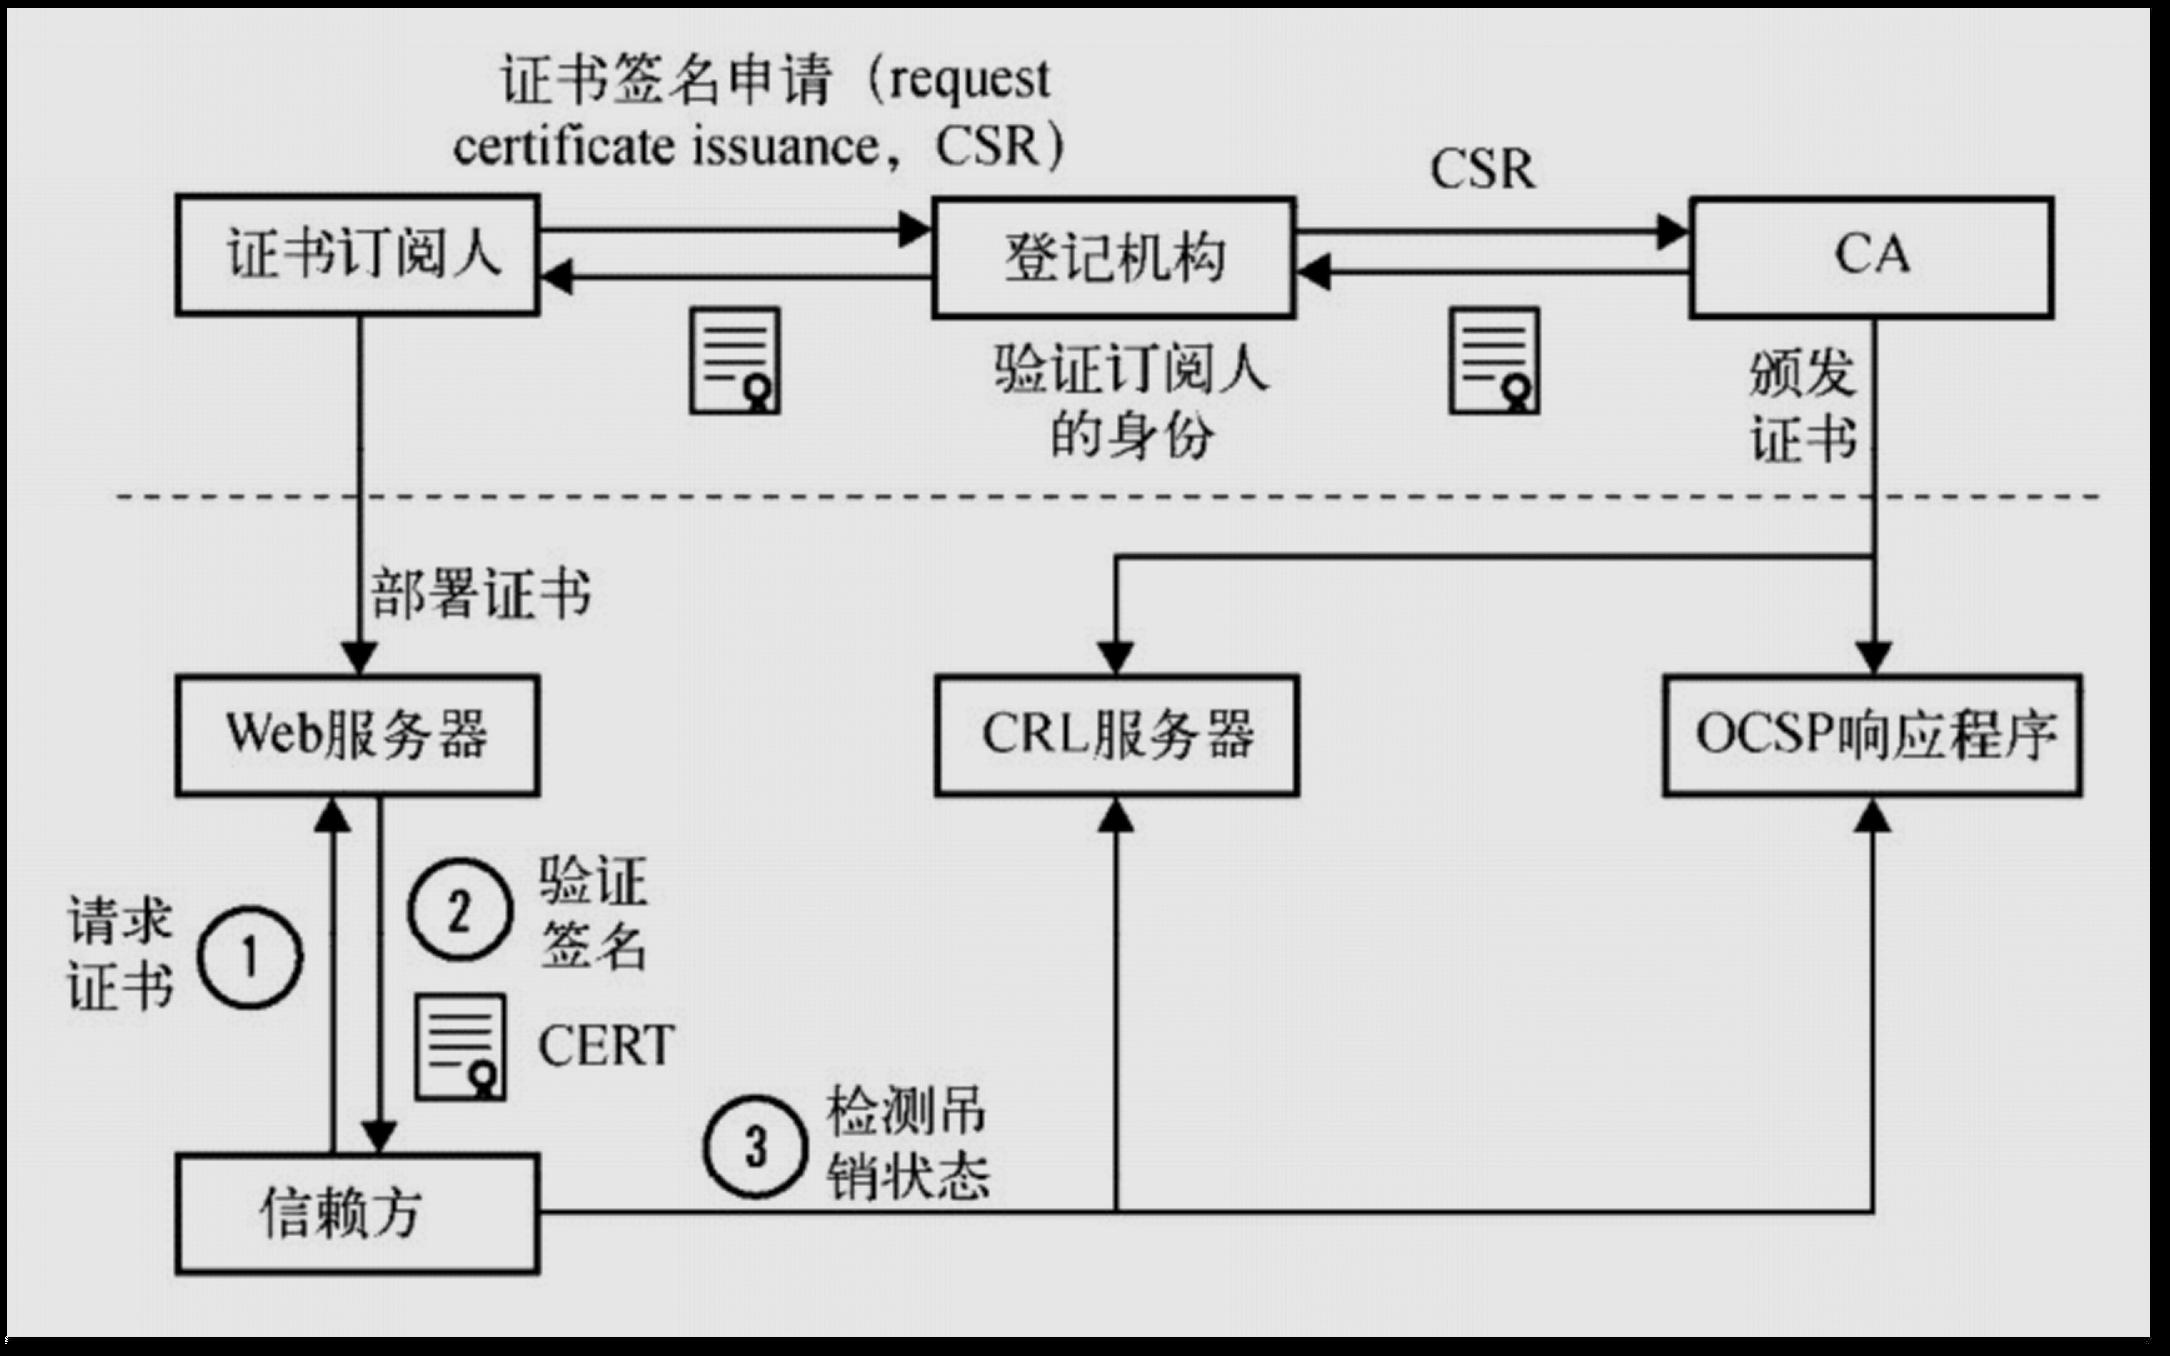 证书签名申请（request
certificate issuance，CSR）
CSR
证书订阅人
登记机构
CA
验证订阅人
的身份
颁发
证书
部署证书
Web服务器
CRL服务器
OCSP响应程序
请求
证书
1
2
验证
签名
CERT
3
检测吊
销状态
信赖方